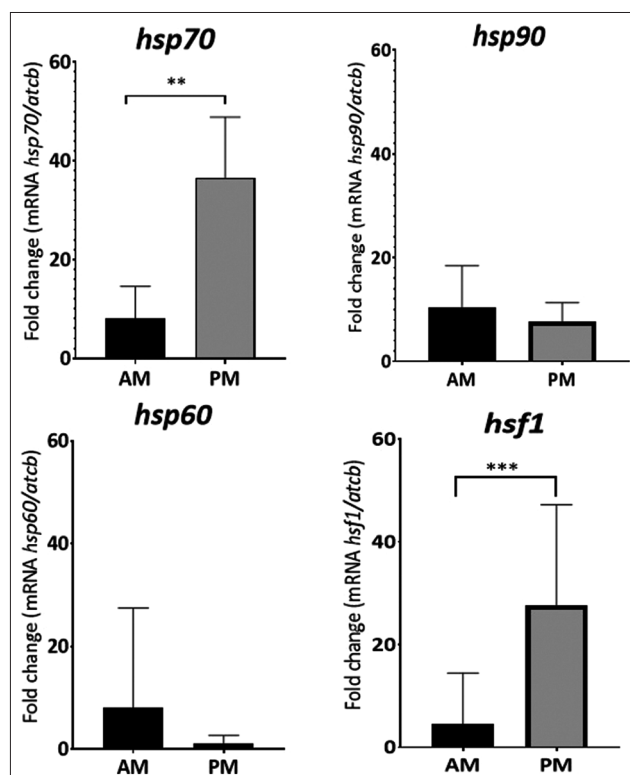 hsp70
Fold change (mRNA hsp70/atcb)
60
40
20
0
**
AM PM
hsp90
Fold change (mRNA hsp90/atcb)
60
40
20
0
AM PM
hsp60
Fold change (mRNA hsp60/atcb)
60
40
20
0
AM PM
hsf1
Fold change (mRNA hsf1/atcb)
60
40
20
0
***
AM PM